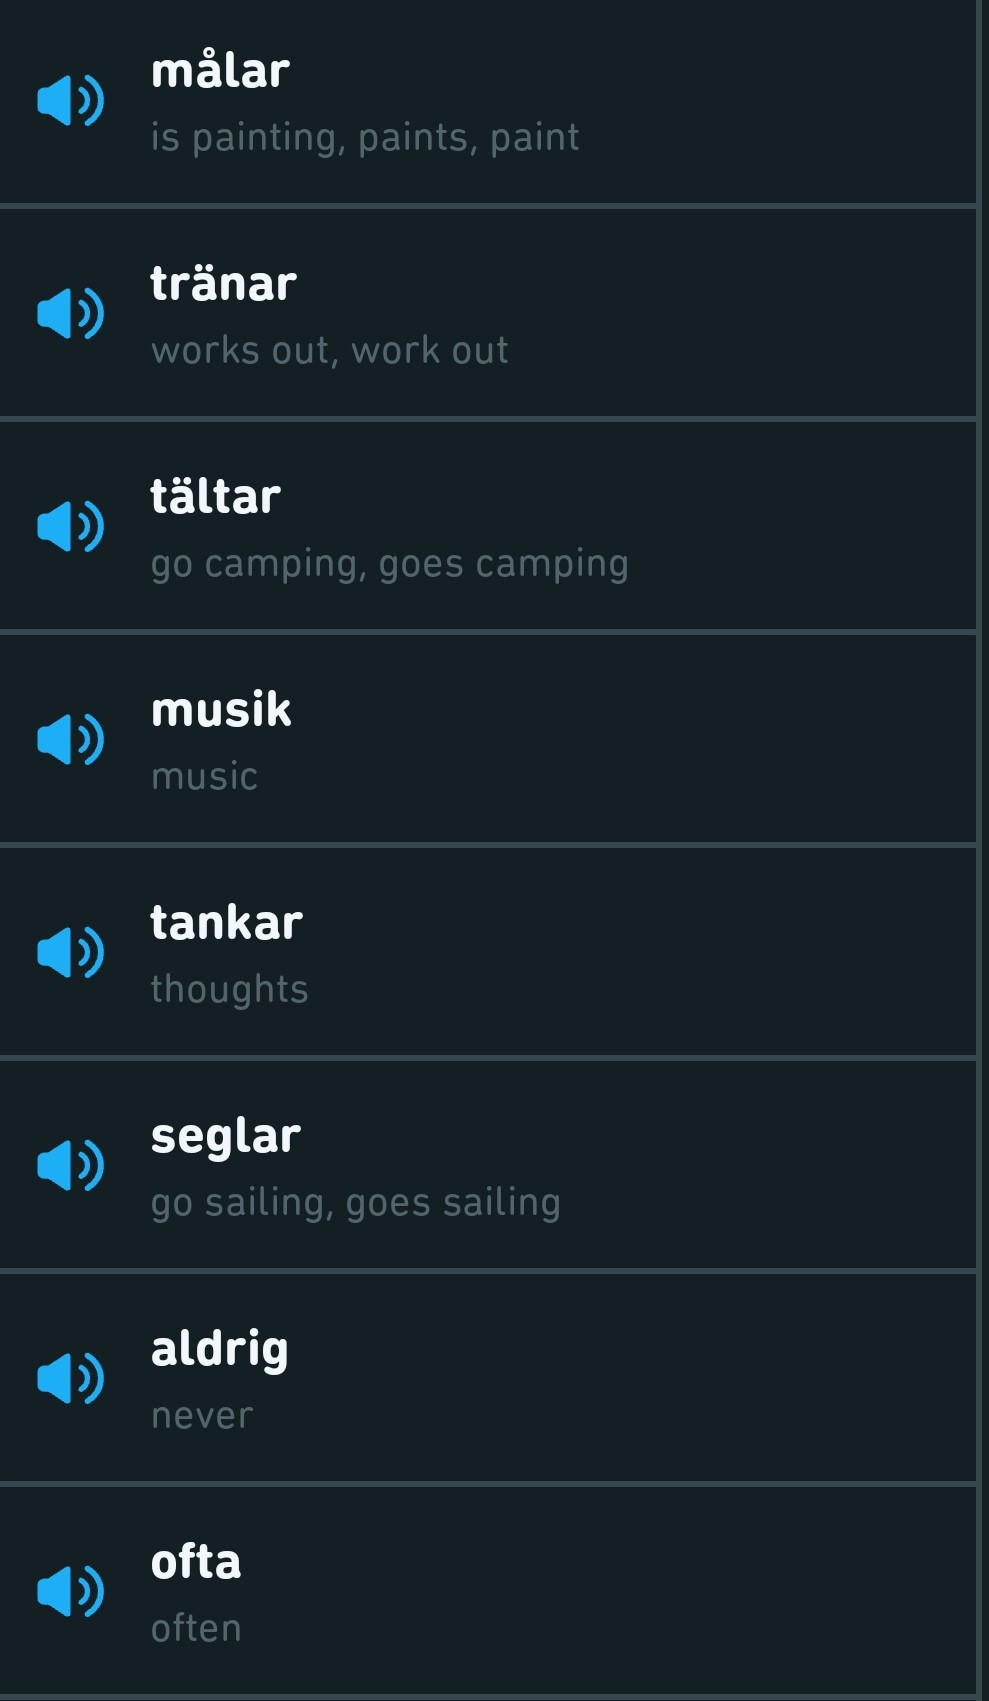 målar
is painting, paints, paint
tränar
works out, work out
tältar
go camping, goes camping
musik
music
tankar
thoughts
seglar
go sailing, goes sailing
aldrig
never
ofta
often